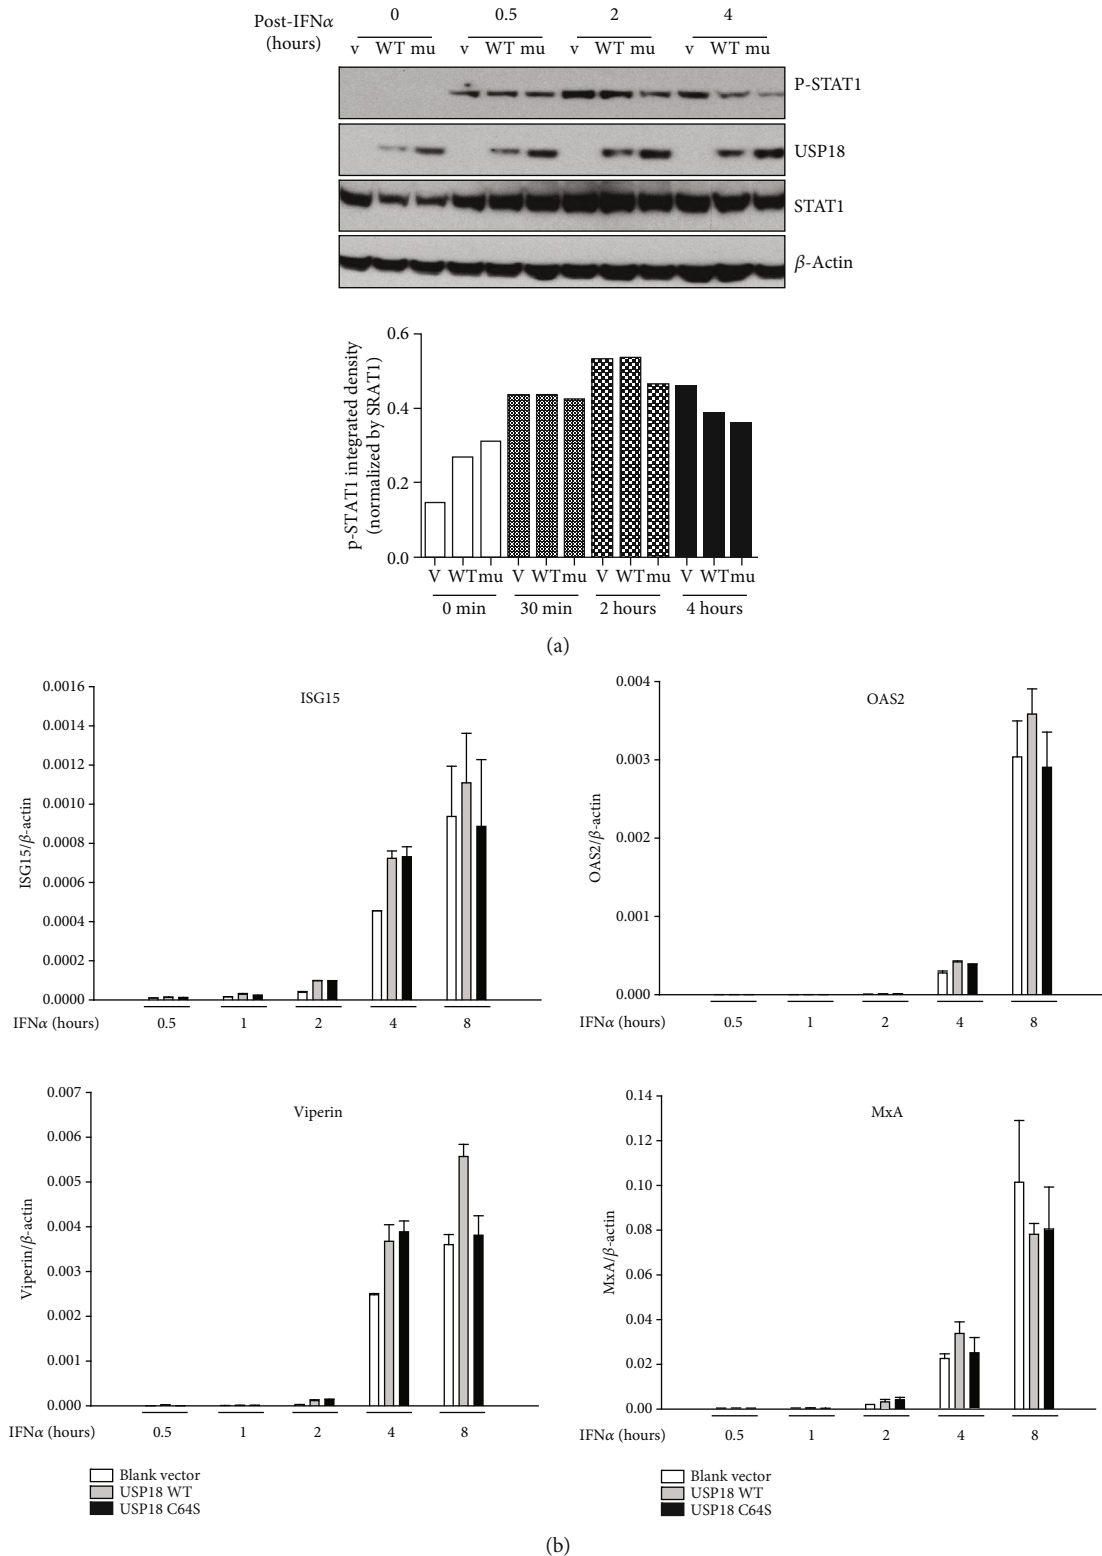 Post-IFNα
(hours)
0 0.5 2 4
v WT mu v WT mu v WT mu v WT mu
P-STAT1
USP18
STAT1
β-Actin
p-STAT1 integrated density
(normalized by SRAT1)
0.6
0.4
0.2
0.0
V WT mu V WT mu V WT mu V WT mu
0 min 30 min 2 hours 4 hours
(a)
ISG15
ISG15/β-actin
0.0016
0.0014
0.0012
0.0010
0.0008
0.0006
0.0004
0.0002
0.0000
IFNα (hours) 0.5 1 2 4 8
OAS2
OAS2/β-actin
0.004
0.003
0.002
0.001
0.000
IFNα (hours) 0.5 1 2 4 8
Viperin
Viperin/β-actin
0.007
0.006
0.005
0.004
0.003
0.002
0.001
0.000
IFNα (hours) 0.5 1 2 4 8
Blank vector
USP18 WT
USP18 C64S
MxA
MxA/β-actin
0.14
0.12
0.10
0.08
0.06
0.04
0.02
0.00
IFNα (hours) 0.5 1 2 4 8
Blank vector
USP18 WT
USP18 C64S
(b)